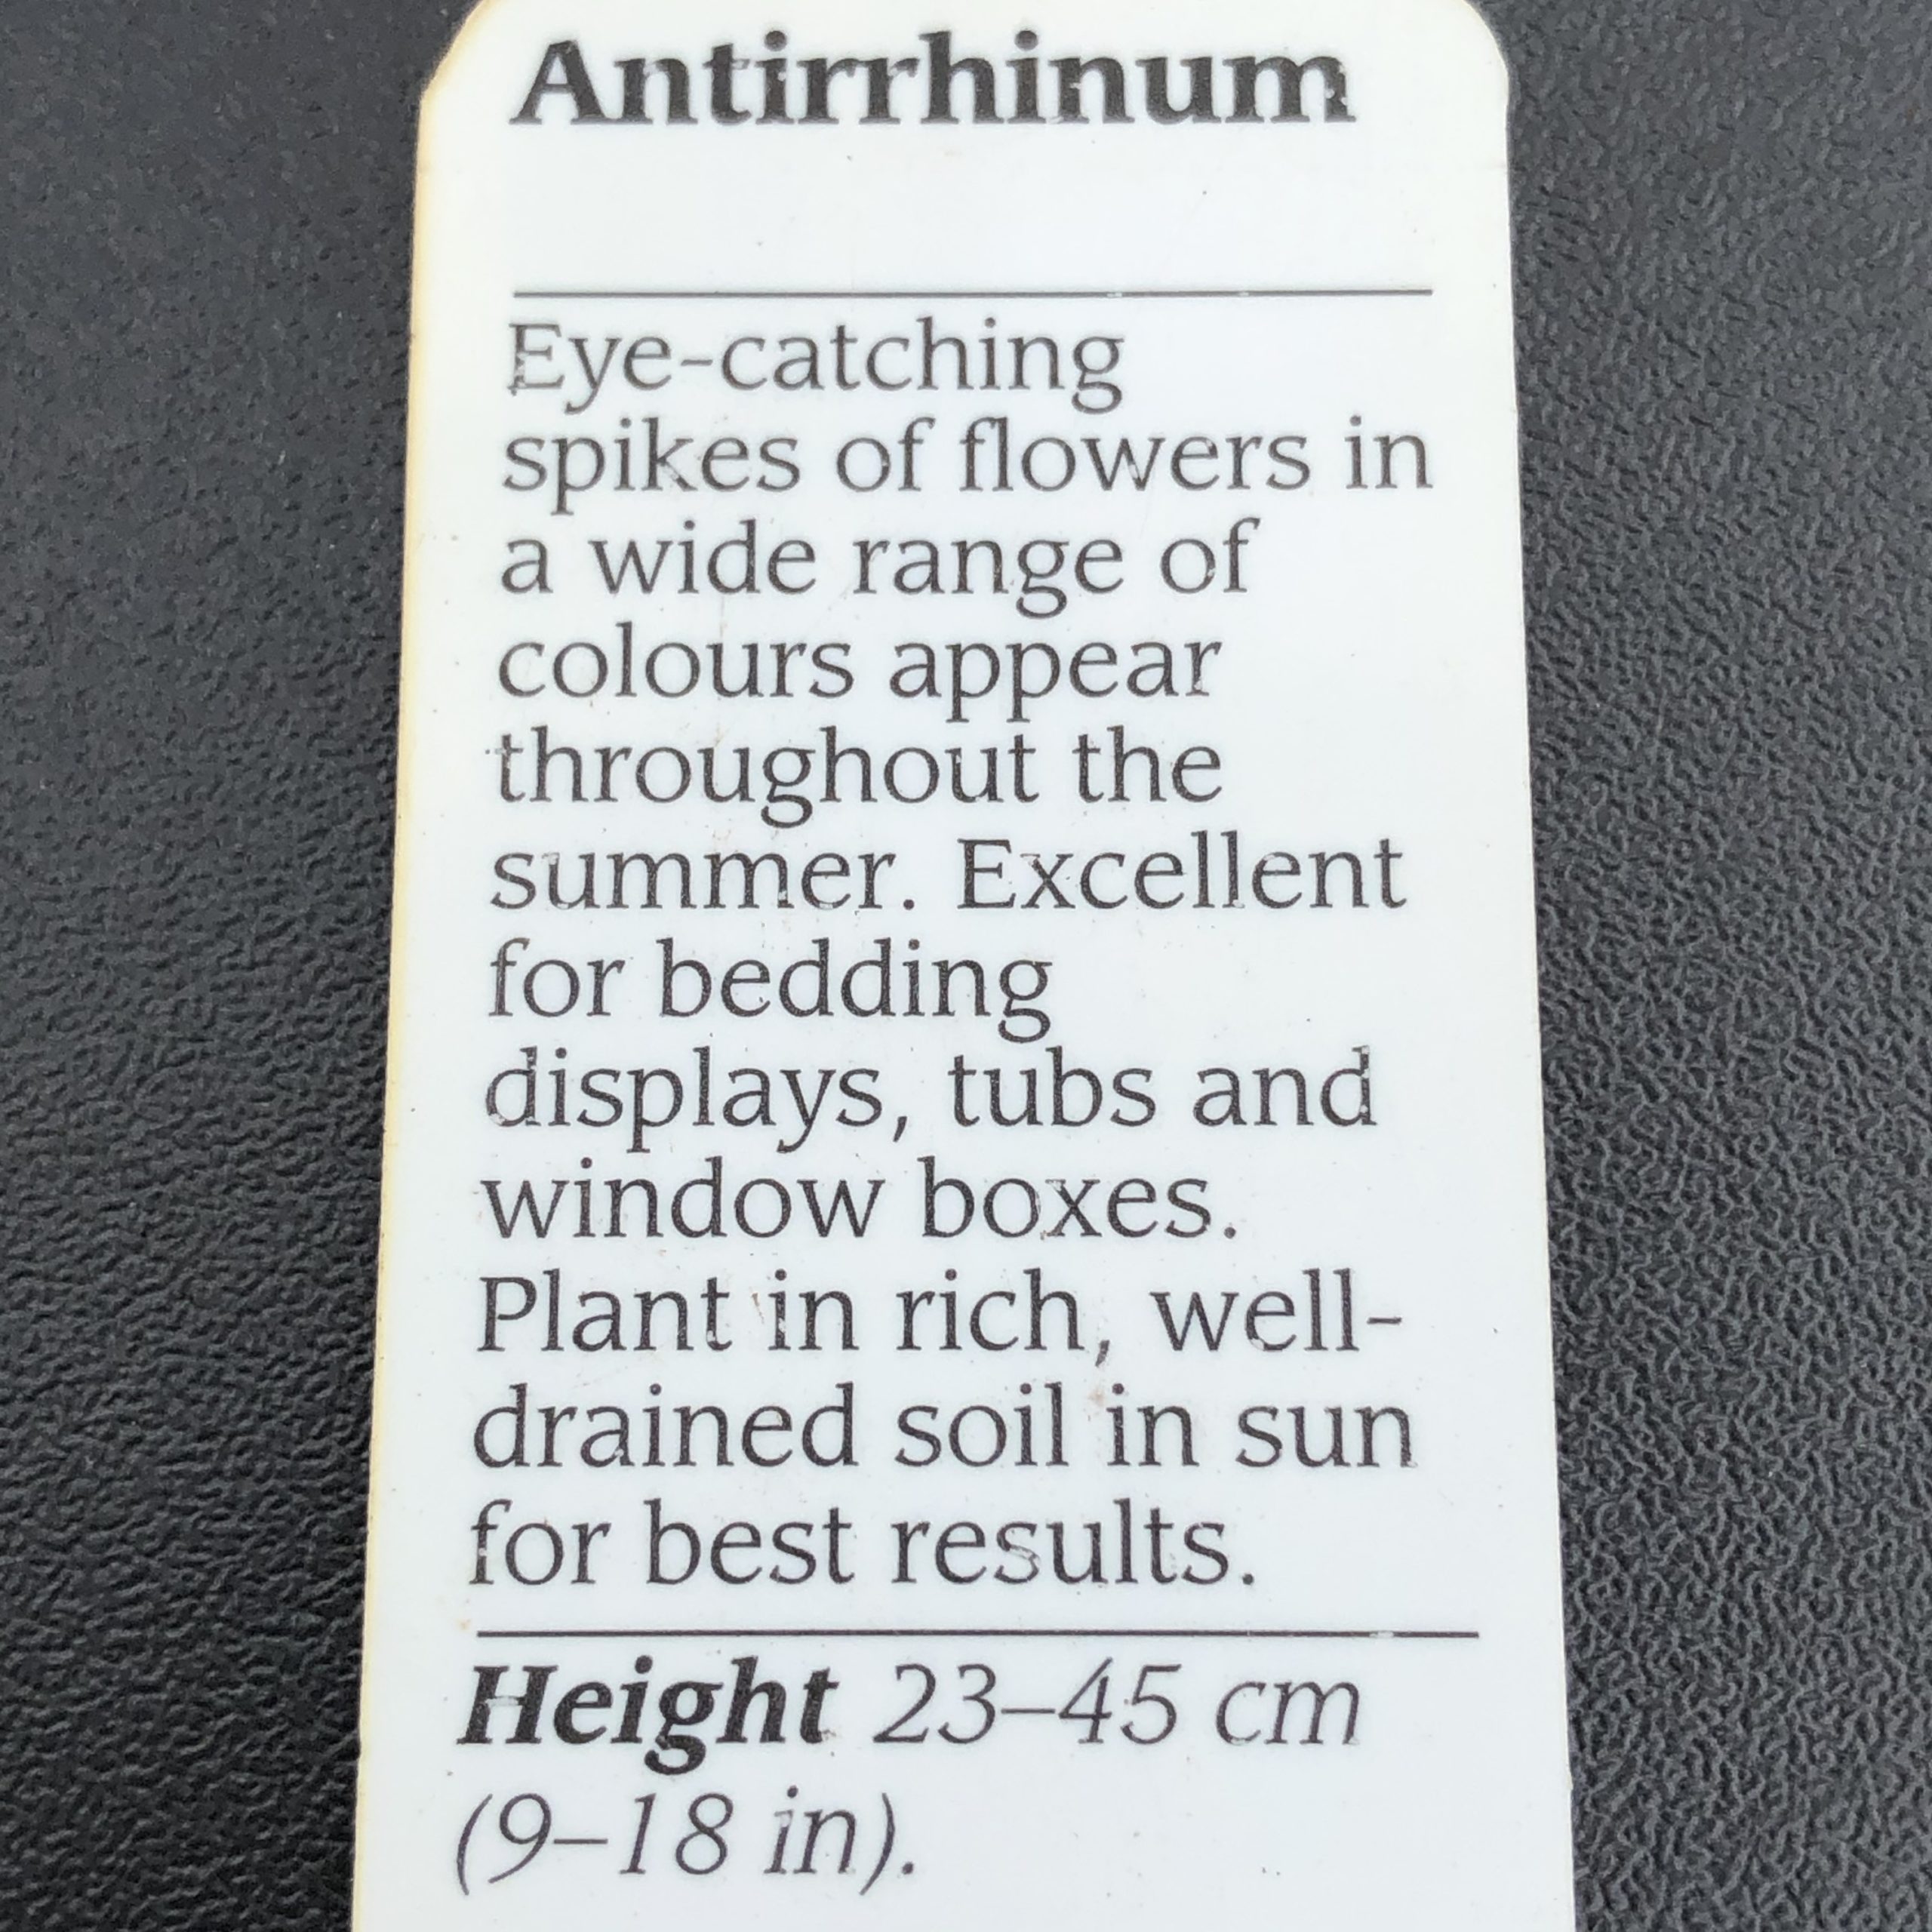 Antirrhinum
Eye-catching
spikes of flowers in
a wide range of
colours appear
throughout the
summer. Excellent
for bedding
displays, tubs and
window boxes.
Plant in rich, well-
drained soil in sun
for best results.
Height 23–45 cm
(9–18 in).